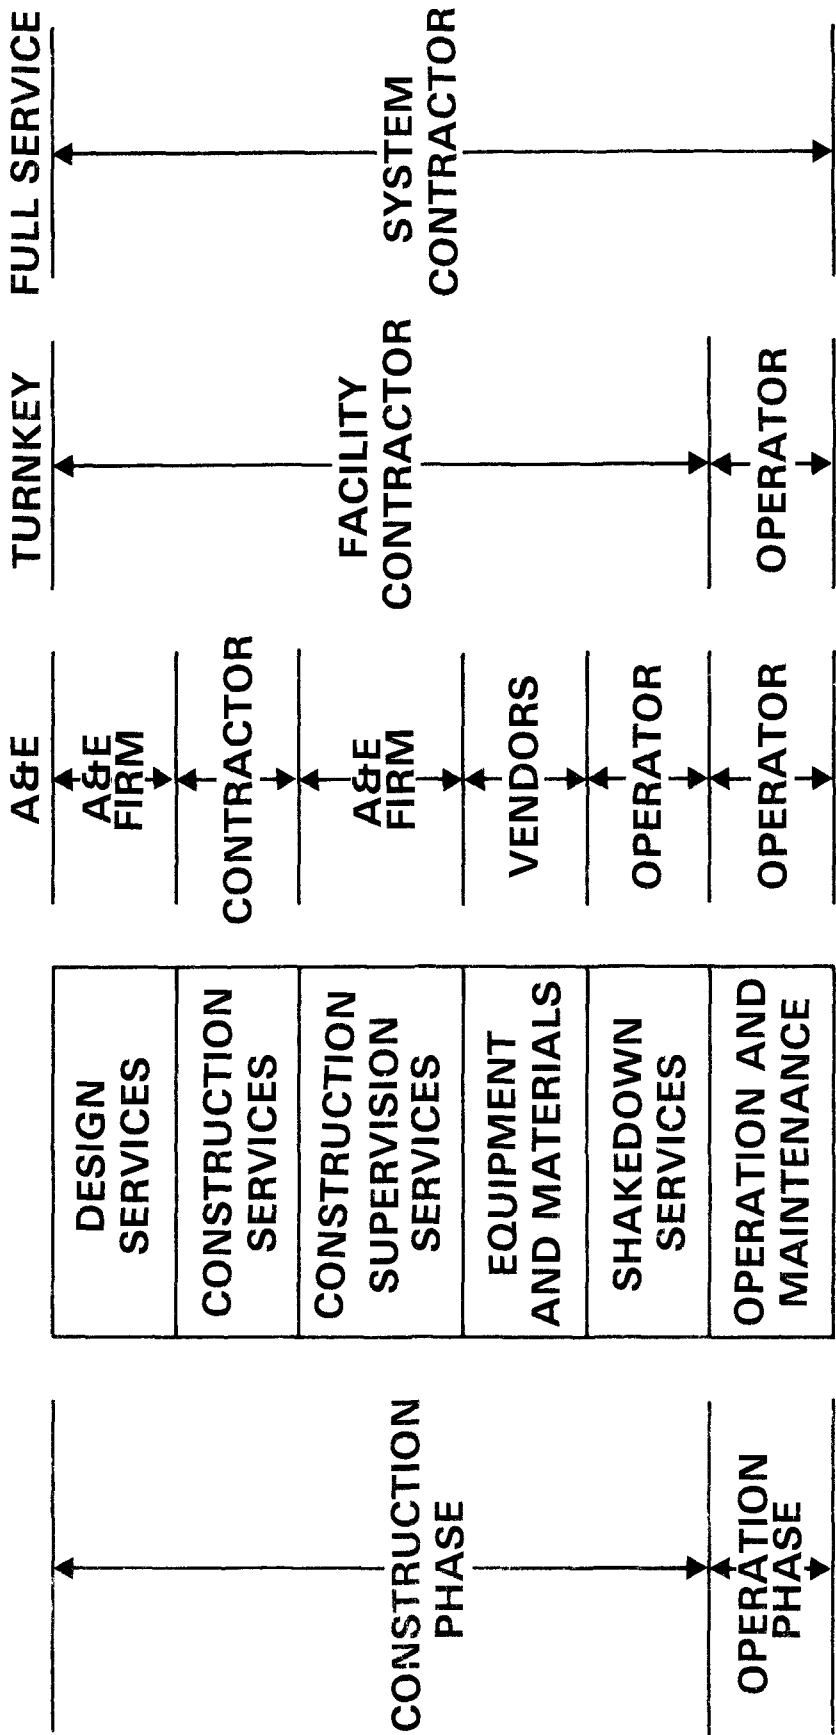 A&E
TURNKEY
FULL SERVICE
CONSTRUCTION
PHASE
OPERATION
PHASE
DESIGN
SERVICES
CONSTRUCTION
SERVICES
CONSTRUCTION
SUPERVISION
SERVICES
EQUIPMENT
AND MATERIALS
SHAKEDOWN
SERVICES
OPERATION AND
MAINTENANCE
A&E
FIRM
CONTRACTOR
A&E
FIRM
VENDORS
OPERATOR
OPERATOR
FACILITY
CONTRACTOR
OPERATOR
SYSTEM
CONTRACTOR